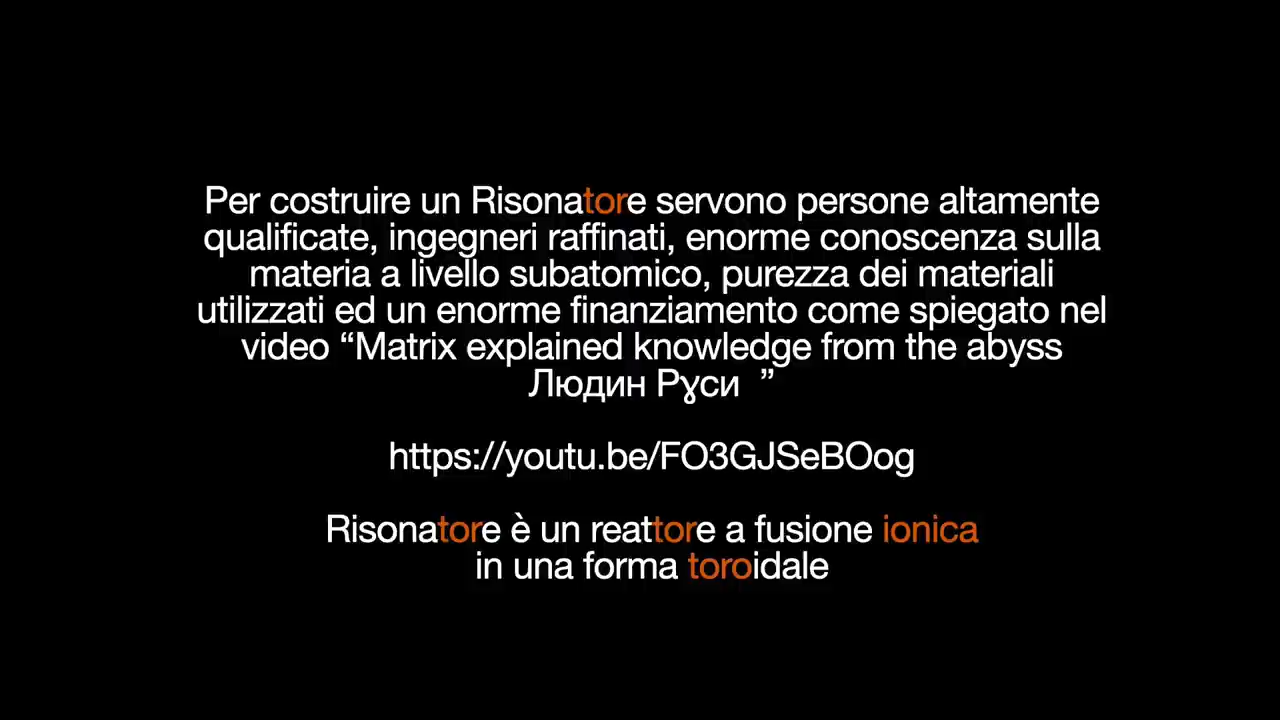 Per costruire un Risonatore servono persone altamente
qualificate, ingegneri raffinati, enorme conoscenza sulla
materia a livello subatomico, purezza dei materiali
utilizzati ed un enorme finanziamento come spiegato nel
video “Matrix explained knowledge from the abyss
Людин Рɣси ”
https://youtu.be/FO3GJSeBOog
Risonatore è un reattore a fusione ionica
in una forma toroidale